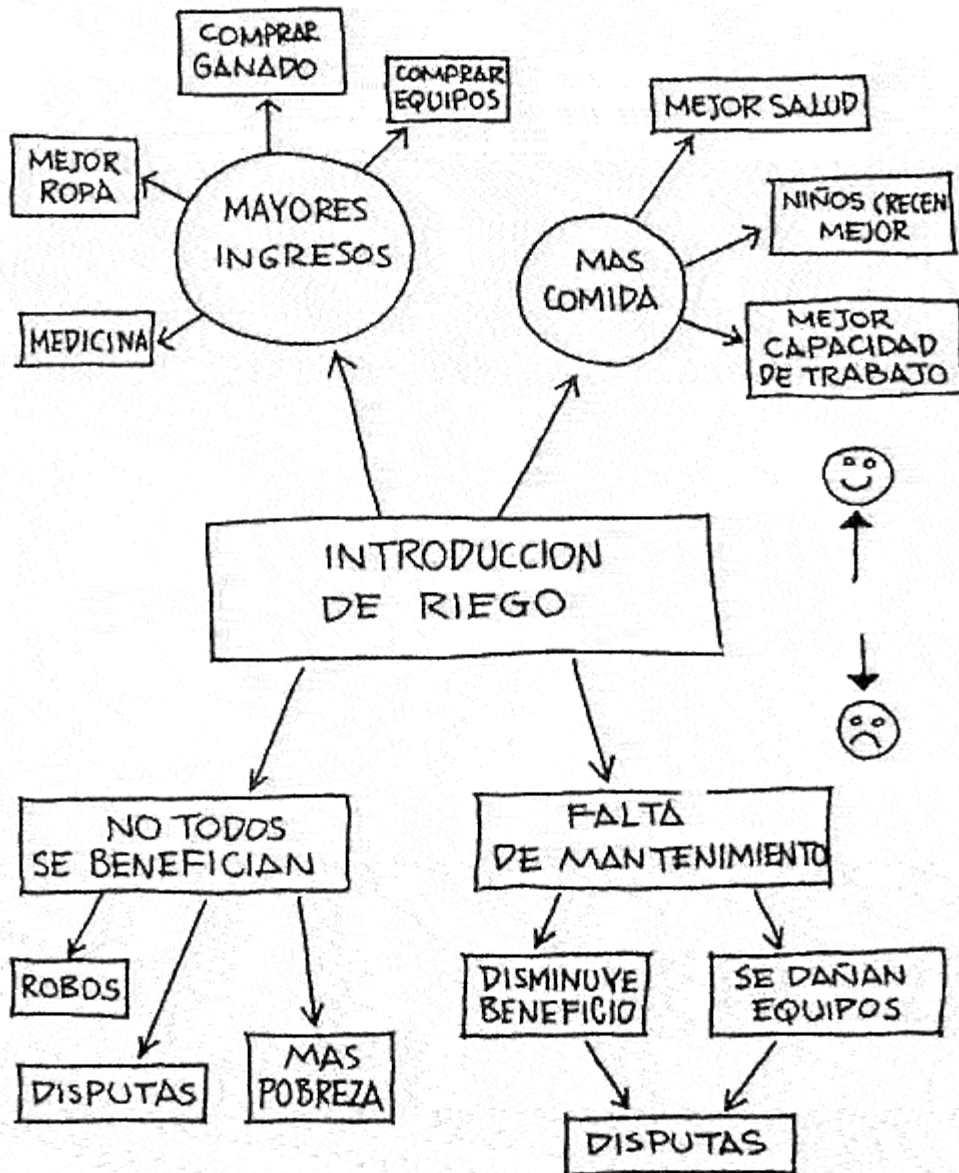 COMPRAR
GANADO
COMPRAR
EQUIPOS
MEJOR
ROPA
MAYORES
INGRESOS
MEDICINA
MEJOR SALUD
NIÑOS CRECEN
MEJOR
MAS
COMIDA
MEJOR
CAPACIDAD
DE TRABAJO
INTRODUCCION
DE RIEGO
NO TODOS
SE BENEFICIAN
ROBOS
DISPUTAS
MAS
POBREZA
FALTA
DE MANTENIMIENTO
DISMINUYE
BENEFICIO
SE DAÑAN
EQUIPOS
DISPUTAS